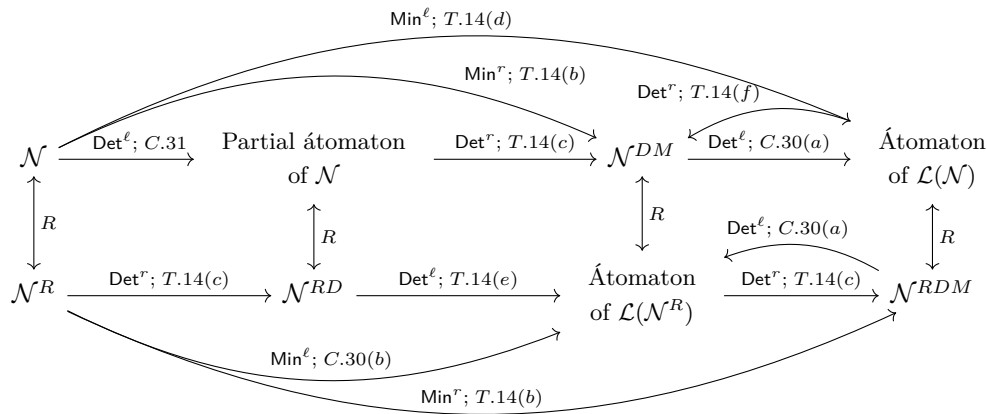 Min^ℓ; T.14(d)
Min^r; T.14(b)
Det^r; T.14(f)
Det^ℓ; C.31
Det^r; T.14(c)
Det^ℓ; C.30(a)
𝒩
Partial átomaton
of 𝒩
𝒩^{DM}
Átomaton
of ℒ(𝒩)
R
R
R
R
Det^ℓ; C.30(a)
Det^r; T.14(c)
Det^ℓ; T.14(e)
Det^r; T.14(c)
𝒩^R
𝒩^{RD}
Átomaton
of ℒ(𝒩^R)
𝒩^{RDM}
Min^ℓ; C.30(b)
Min^r; T.14(b)